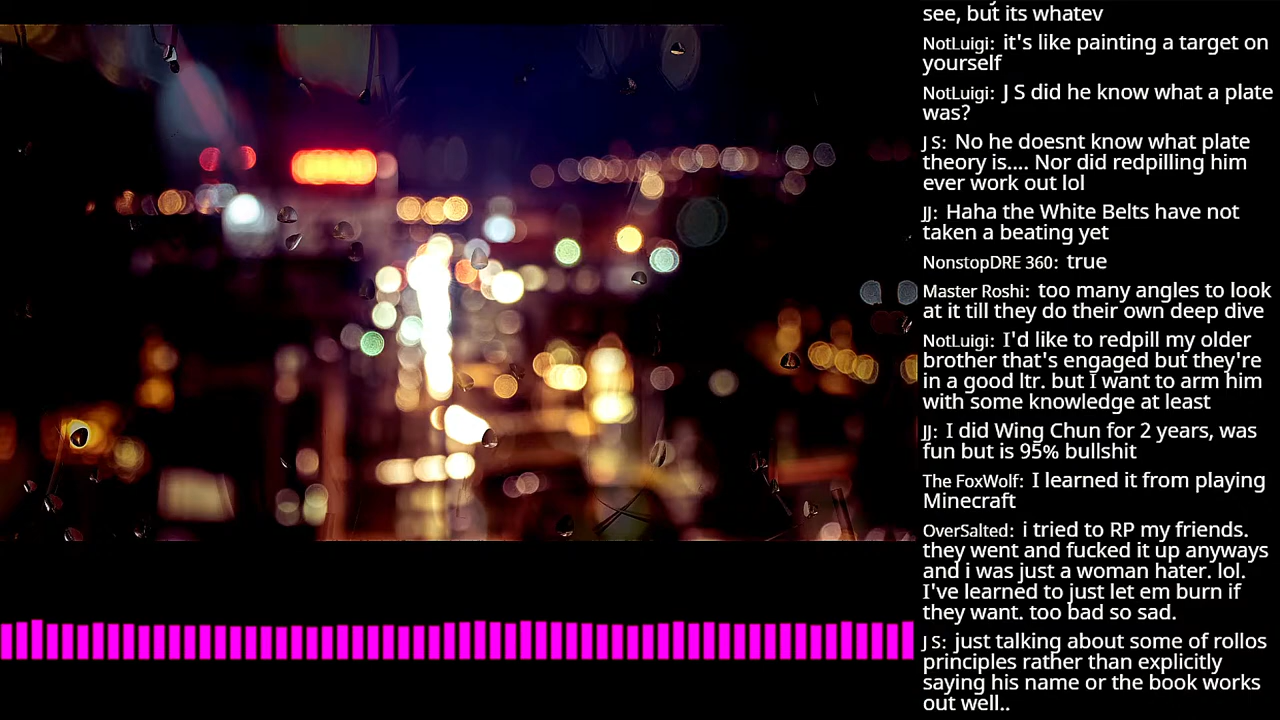 see, but its whatev
NotLuigi: it's like painting a target on
yourself
NotLuigi: J S did he know what a plate
was?
J S: No he doesnt know what plate
theory is.... Nor did redpilling him
ever work out lol
JJ: Haha the White Belts have not
taken a beating yet
NonstopDRE 360: true
Master Roshi: too many angles to look
at it till they do their own deep dive
NotLuigi: I'd like to redpill my older
brother that's engaged but they're
in a good ltr. but I want to arm him
with some knowledge at least
JJ: I did Wing Chun for 2 years, was
fun but is 95% bullshit
The FoxWolf: I learned it from playing
Minecraft
OverSalted: i tried to RP my friends.
they went and fucked it up anyways
and i was just a woman hater. lol.
I've learned to just let em burn if
they want. too bad so sad.
J S: just talking about some of rollos
principles rather than explicitly
saying his name or the book works
out well..